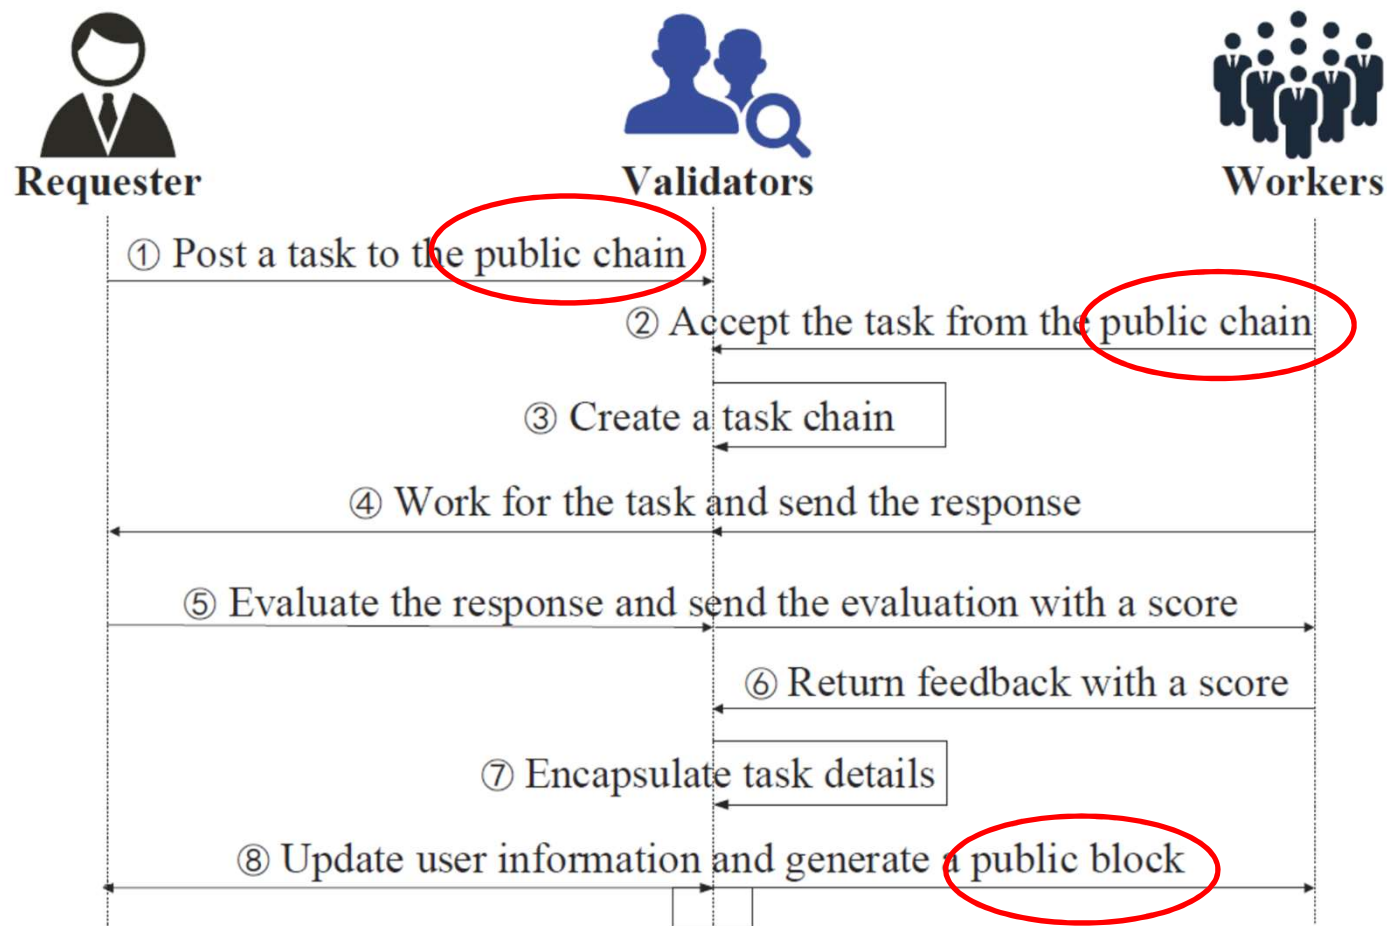 Requester
Validators
Workers
① Post a task to the public chain
② Accept the task from the public chain
③ Create a task chain
④ Work for the task and send the response
⑤ Evaluate the response and send the evaluation with a score
⑥ Return feedback with a score
⑦ Encapsulate task details
⑧ Update user information and generate a public block